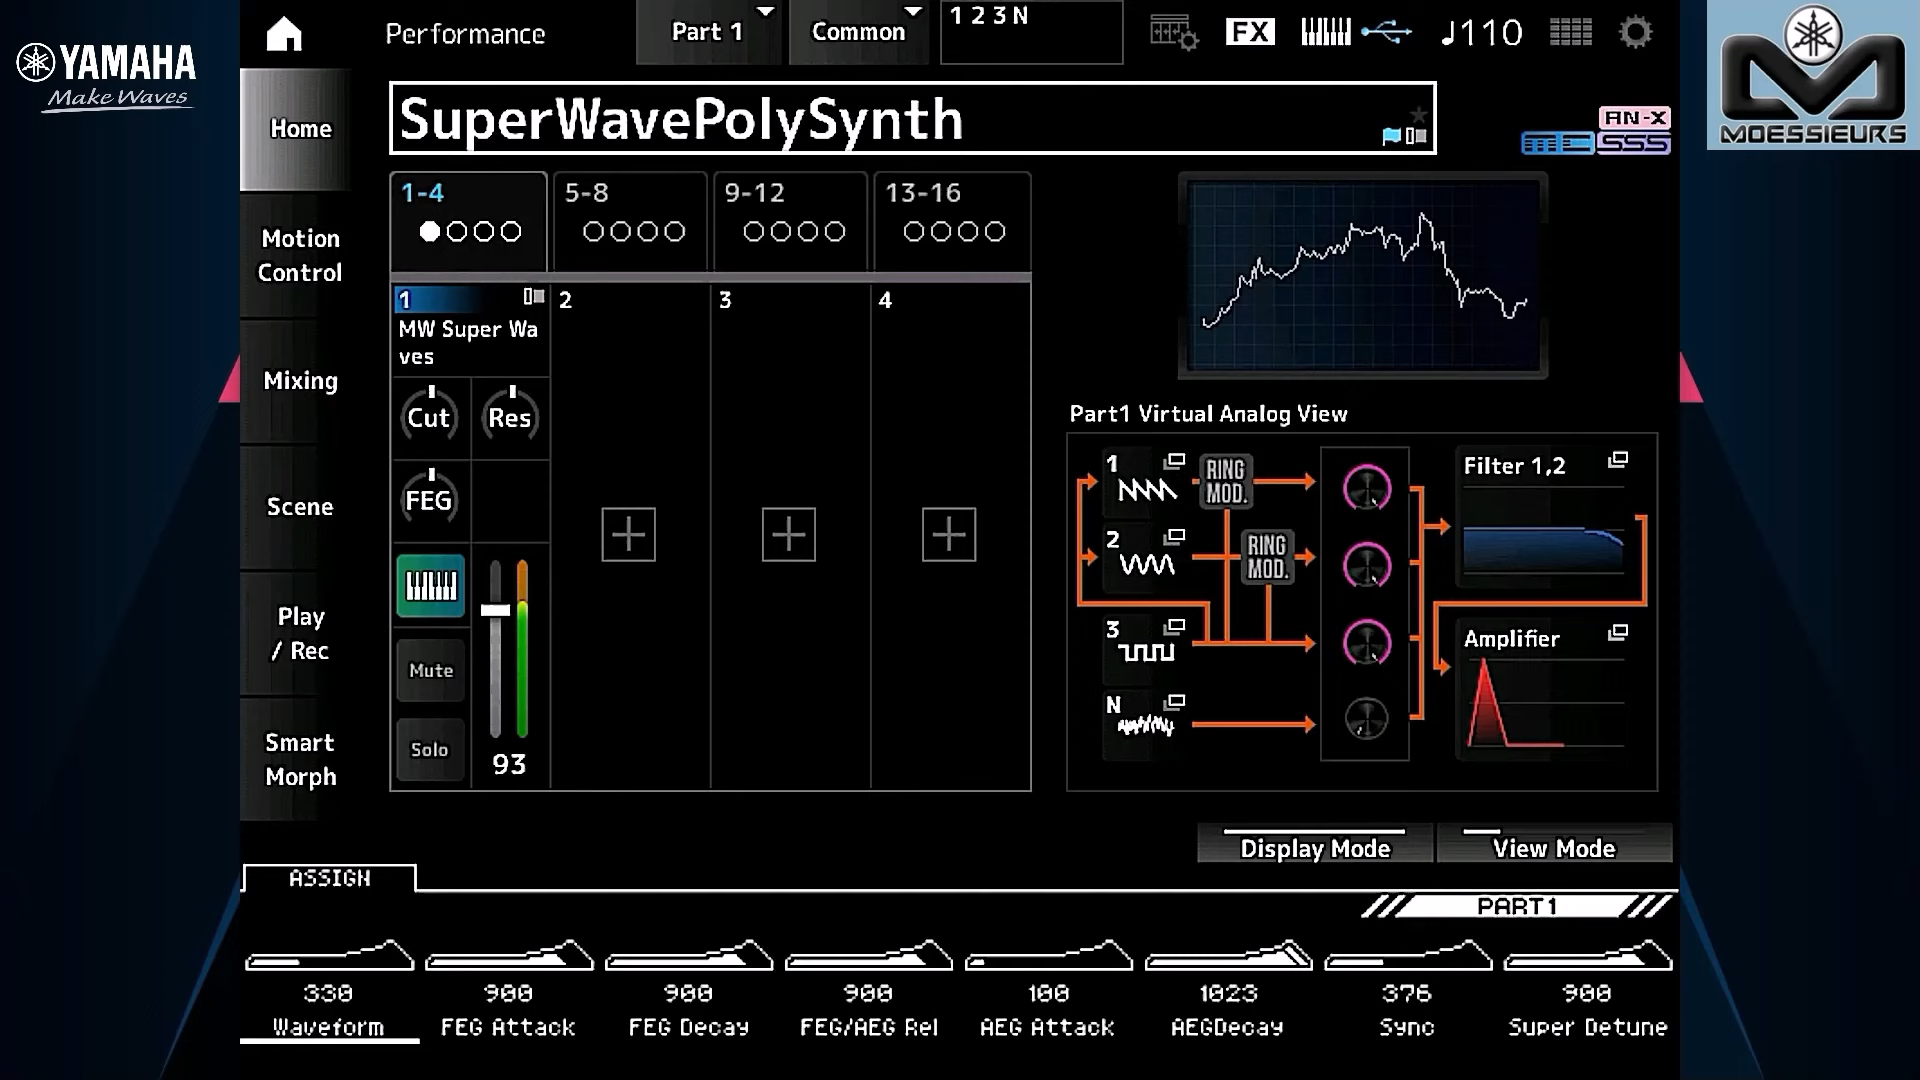 YAMAHA
Make Waves
Performance
Part 1
Common
1 2 3 N
FX
♩110
MOESSIEURS
Home
Motion
Control
Mixing
Scene
Play
/ Rec
Smart
Morph
SuperWavePolySynth
AN-X
SSS
1-4
5-8
9-12
13-16
1
MW Super Wa
ves
2
3
4
Cut
Res
FEG
Mute
Solo
93
Part1 Virtual Analog View
1
RING
MOD.
2
RING
MOD.
3
N
Filter 1,2
Amplifier
Display Mode
View Mode
ASSIGN
PART1
330
900
900
900
100
1023
376
900
Waveform
FEG Attack
FEG Decay
FEG/AEG Rel
AEG Attack
AEGDecay
Sync
Super Detune